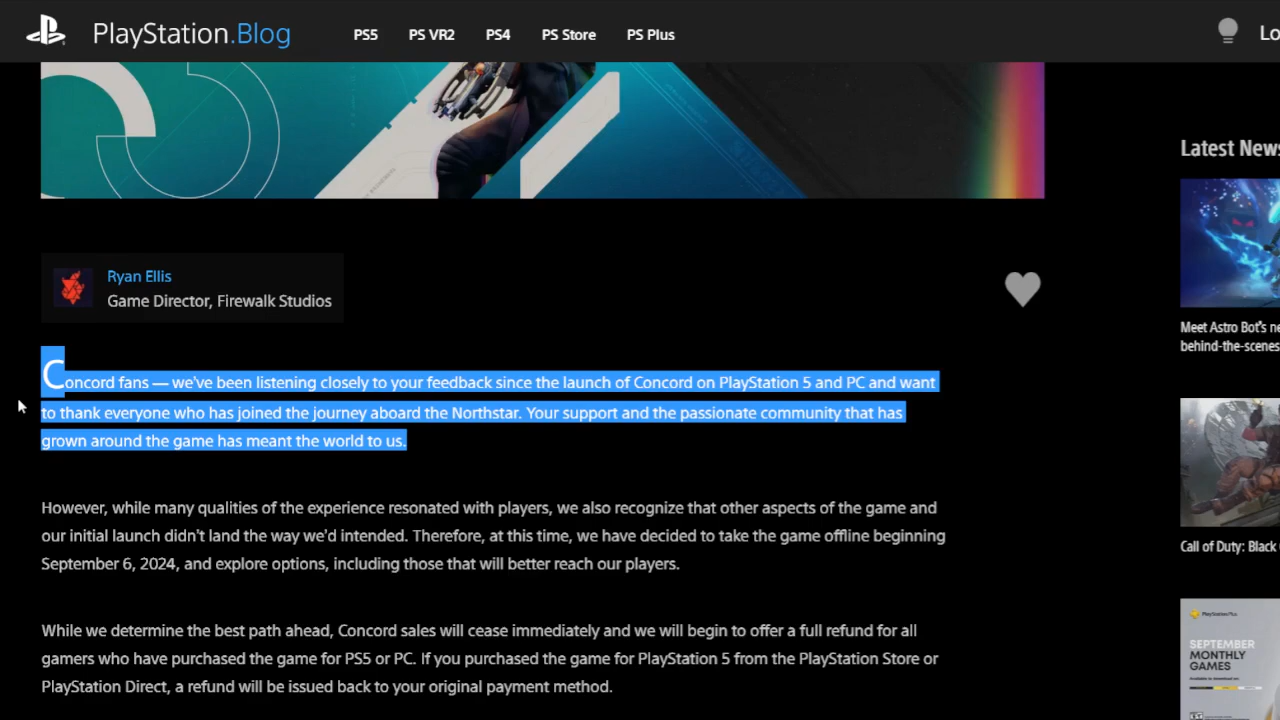 PlayStation.Blog
PS5
PS VR2
PS4
PS Store
PS Plus
Lo
Latest News
Ryan Ellis
Game Director, Firewalk Studios
Concord fans — we've been listening closely to your feedback since the launch of Concord on PlayStation 5 and PC and want
to thank everyone who has joined the journey aboard the Northstar. Your support and the passionate community that has
grown around the game has meant the world to us.
However, while many qualities of the experience resonated with players, we also recognize that other aspects of the game and
our initial launch didn't land the way we'd intended. Therefore, at this time, we have decided to take the game offline beginning
September 6, 2024, and explore options, including those that will better reach our players.
While we determine the best path ahead, Concord sales will cease immediately and we will begin to offer a full refund for all
gamers who have purchased the game for PS5 or PC. If you purchased the game for PlayStation 5 from the PlayStation Store or
PlayStation Direct, a refund will be issued back to your original payment method.
Meet Astro Bot's ne
behind-the-scenes
Call of Duty: Black
PlayStation.Plus
SEPTEMBER
MONTHLY
GAMES